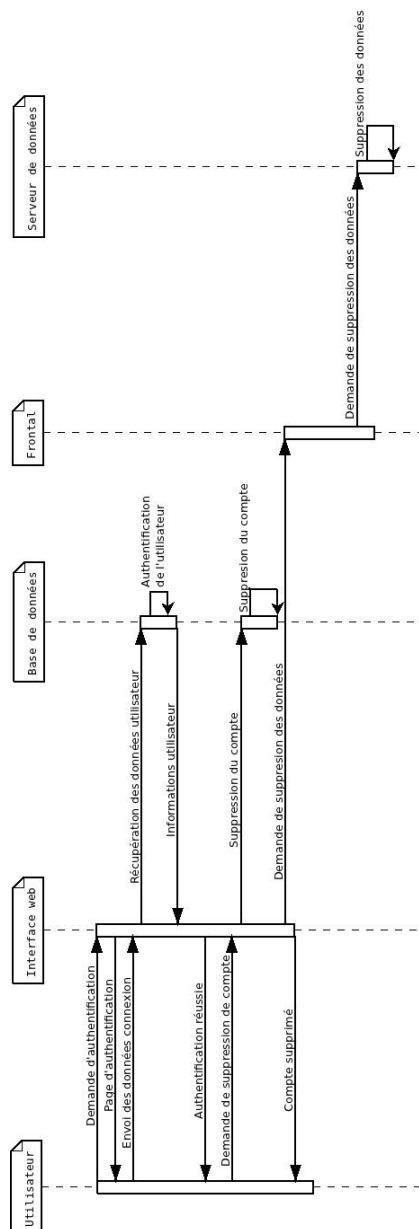 Utilisateur
Interface web
Base de données
Frontal
Serveur de données
Demande d'authentification
Page d'authentification
Envoi des données connexion
Récupération des données utilisateur
Authentification
de l'utilisateur
Informations utilisateur
Authentification réussie
Demande de suppression de compte
Suppression du compte
Suppresion du compte
Demande de suppresion des données
Demande de suppression des données
Suppression des données
Compte supprimé